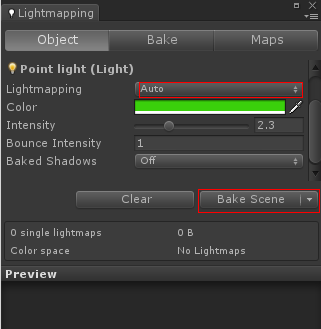 Lightmapping
Object Bake Maps
Point light (Light)
Lightmapping Auto
Color
Intensity 2.3
Bounce Intensity 1
Baked Shadows Off
Clear Bake Scene
0 single lightmaps 0 B
Color space No Lightmaps
Preview